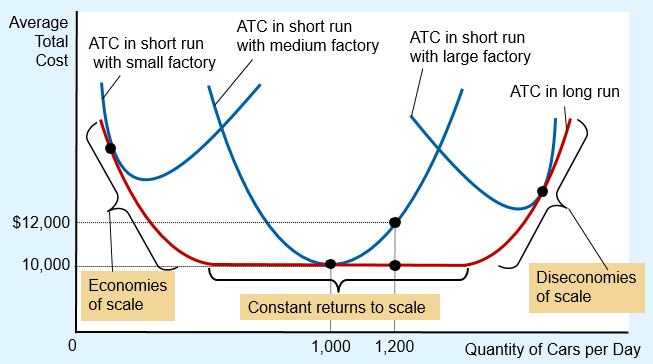 Average
Total
Cost
ATC in short run
with small factory
ATC in short run
with medium factory
ATC in short run
with large factory
ATC in long run
$12,000
10,000
Economies
of scale
Constant returns to scale
Diseconomies
of scale
0
1,000
1,200
Quantity of Cars per Day